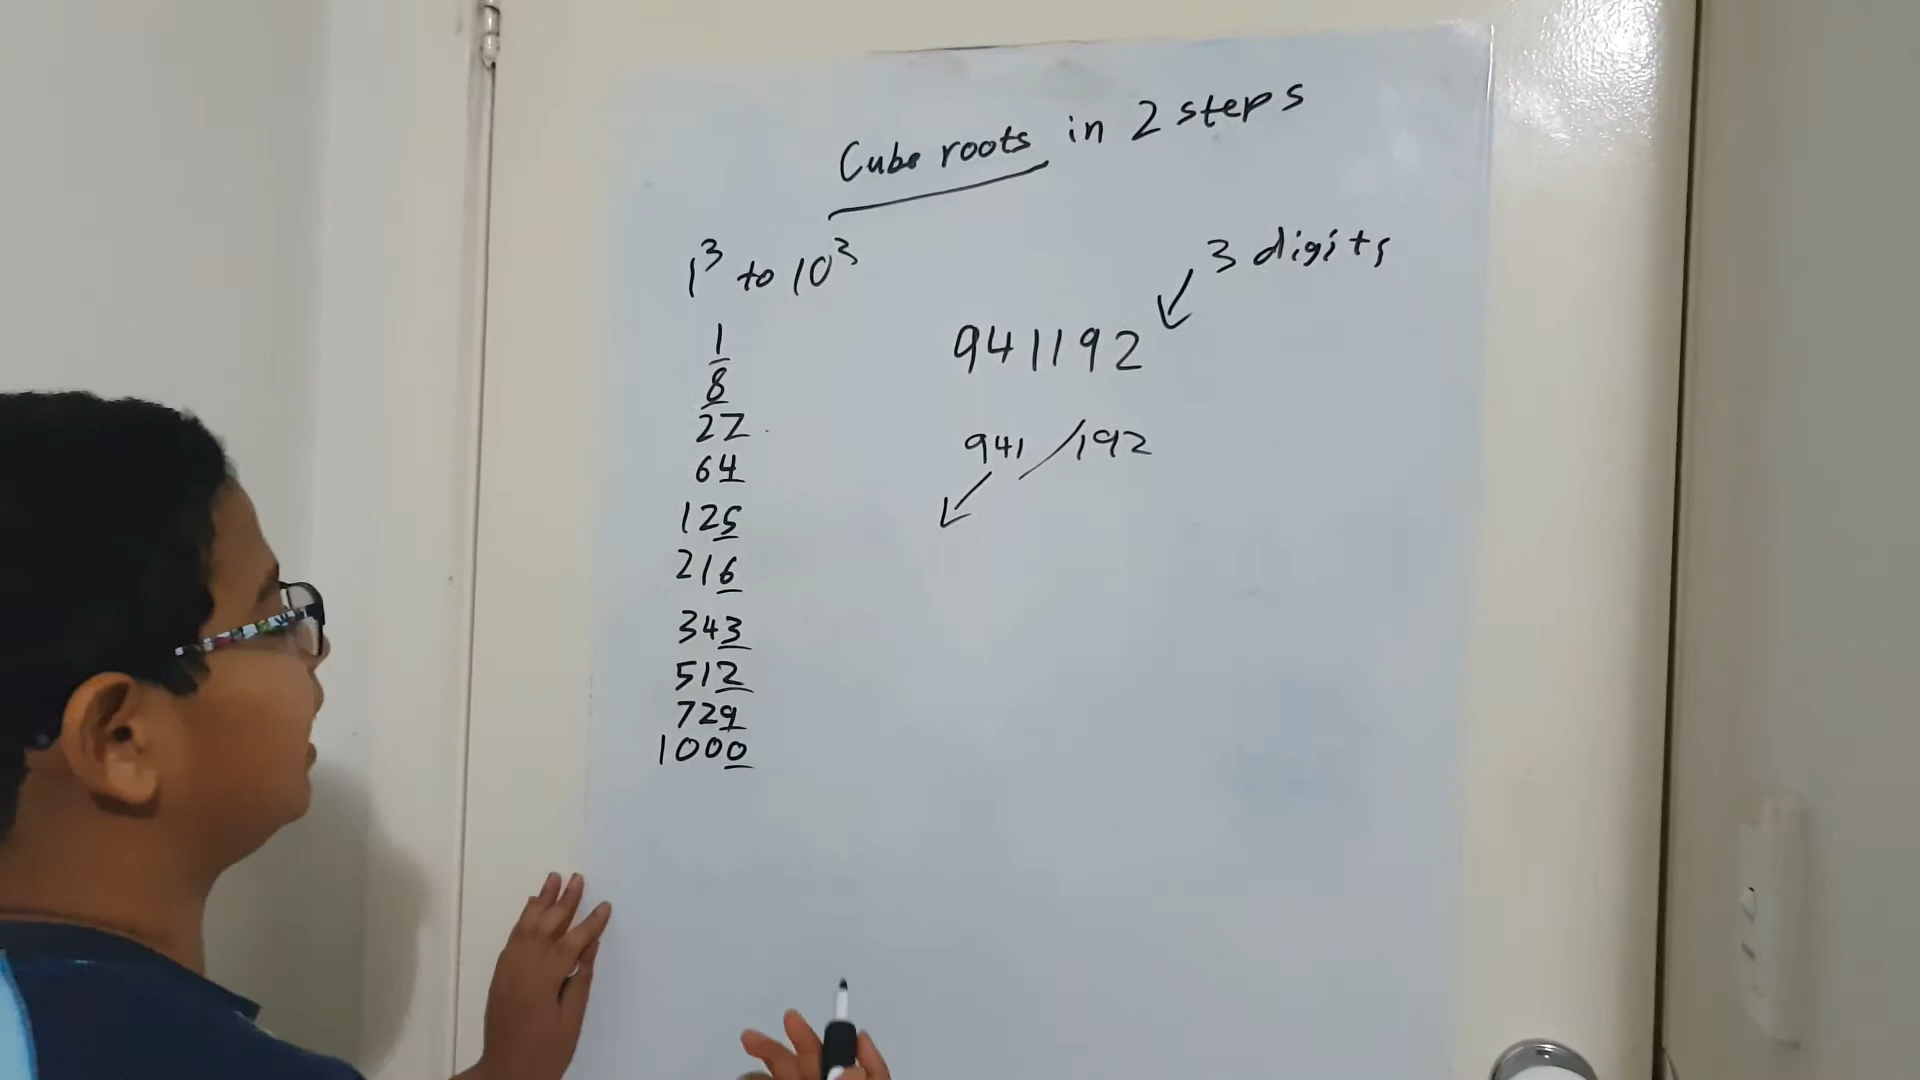 Cube roots in 2 steps
1³ to 10³
1
8
27
64
125
216
343
512
729
1000
3 digits
941192
941 / 192